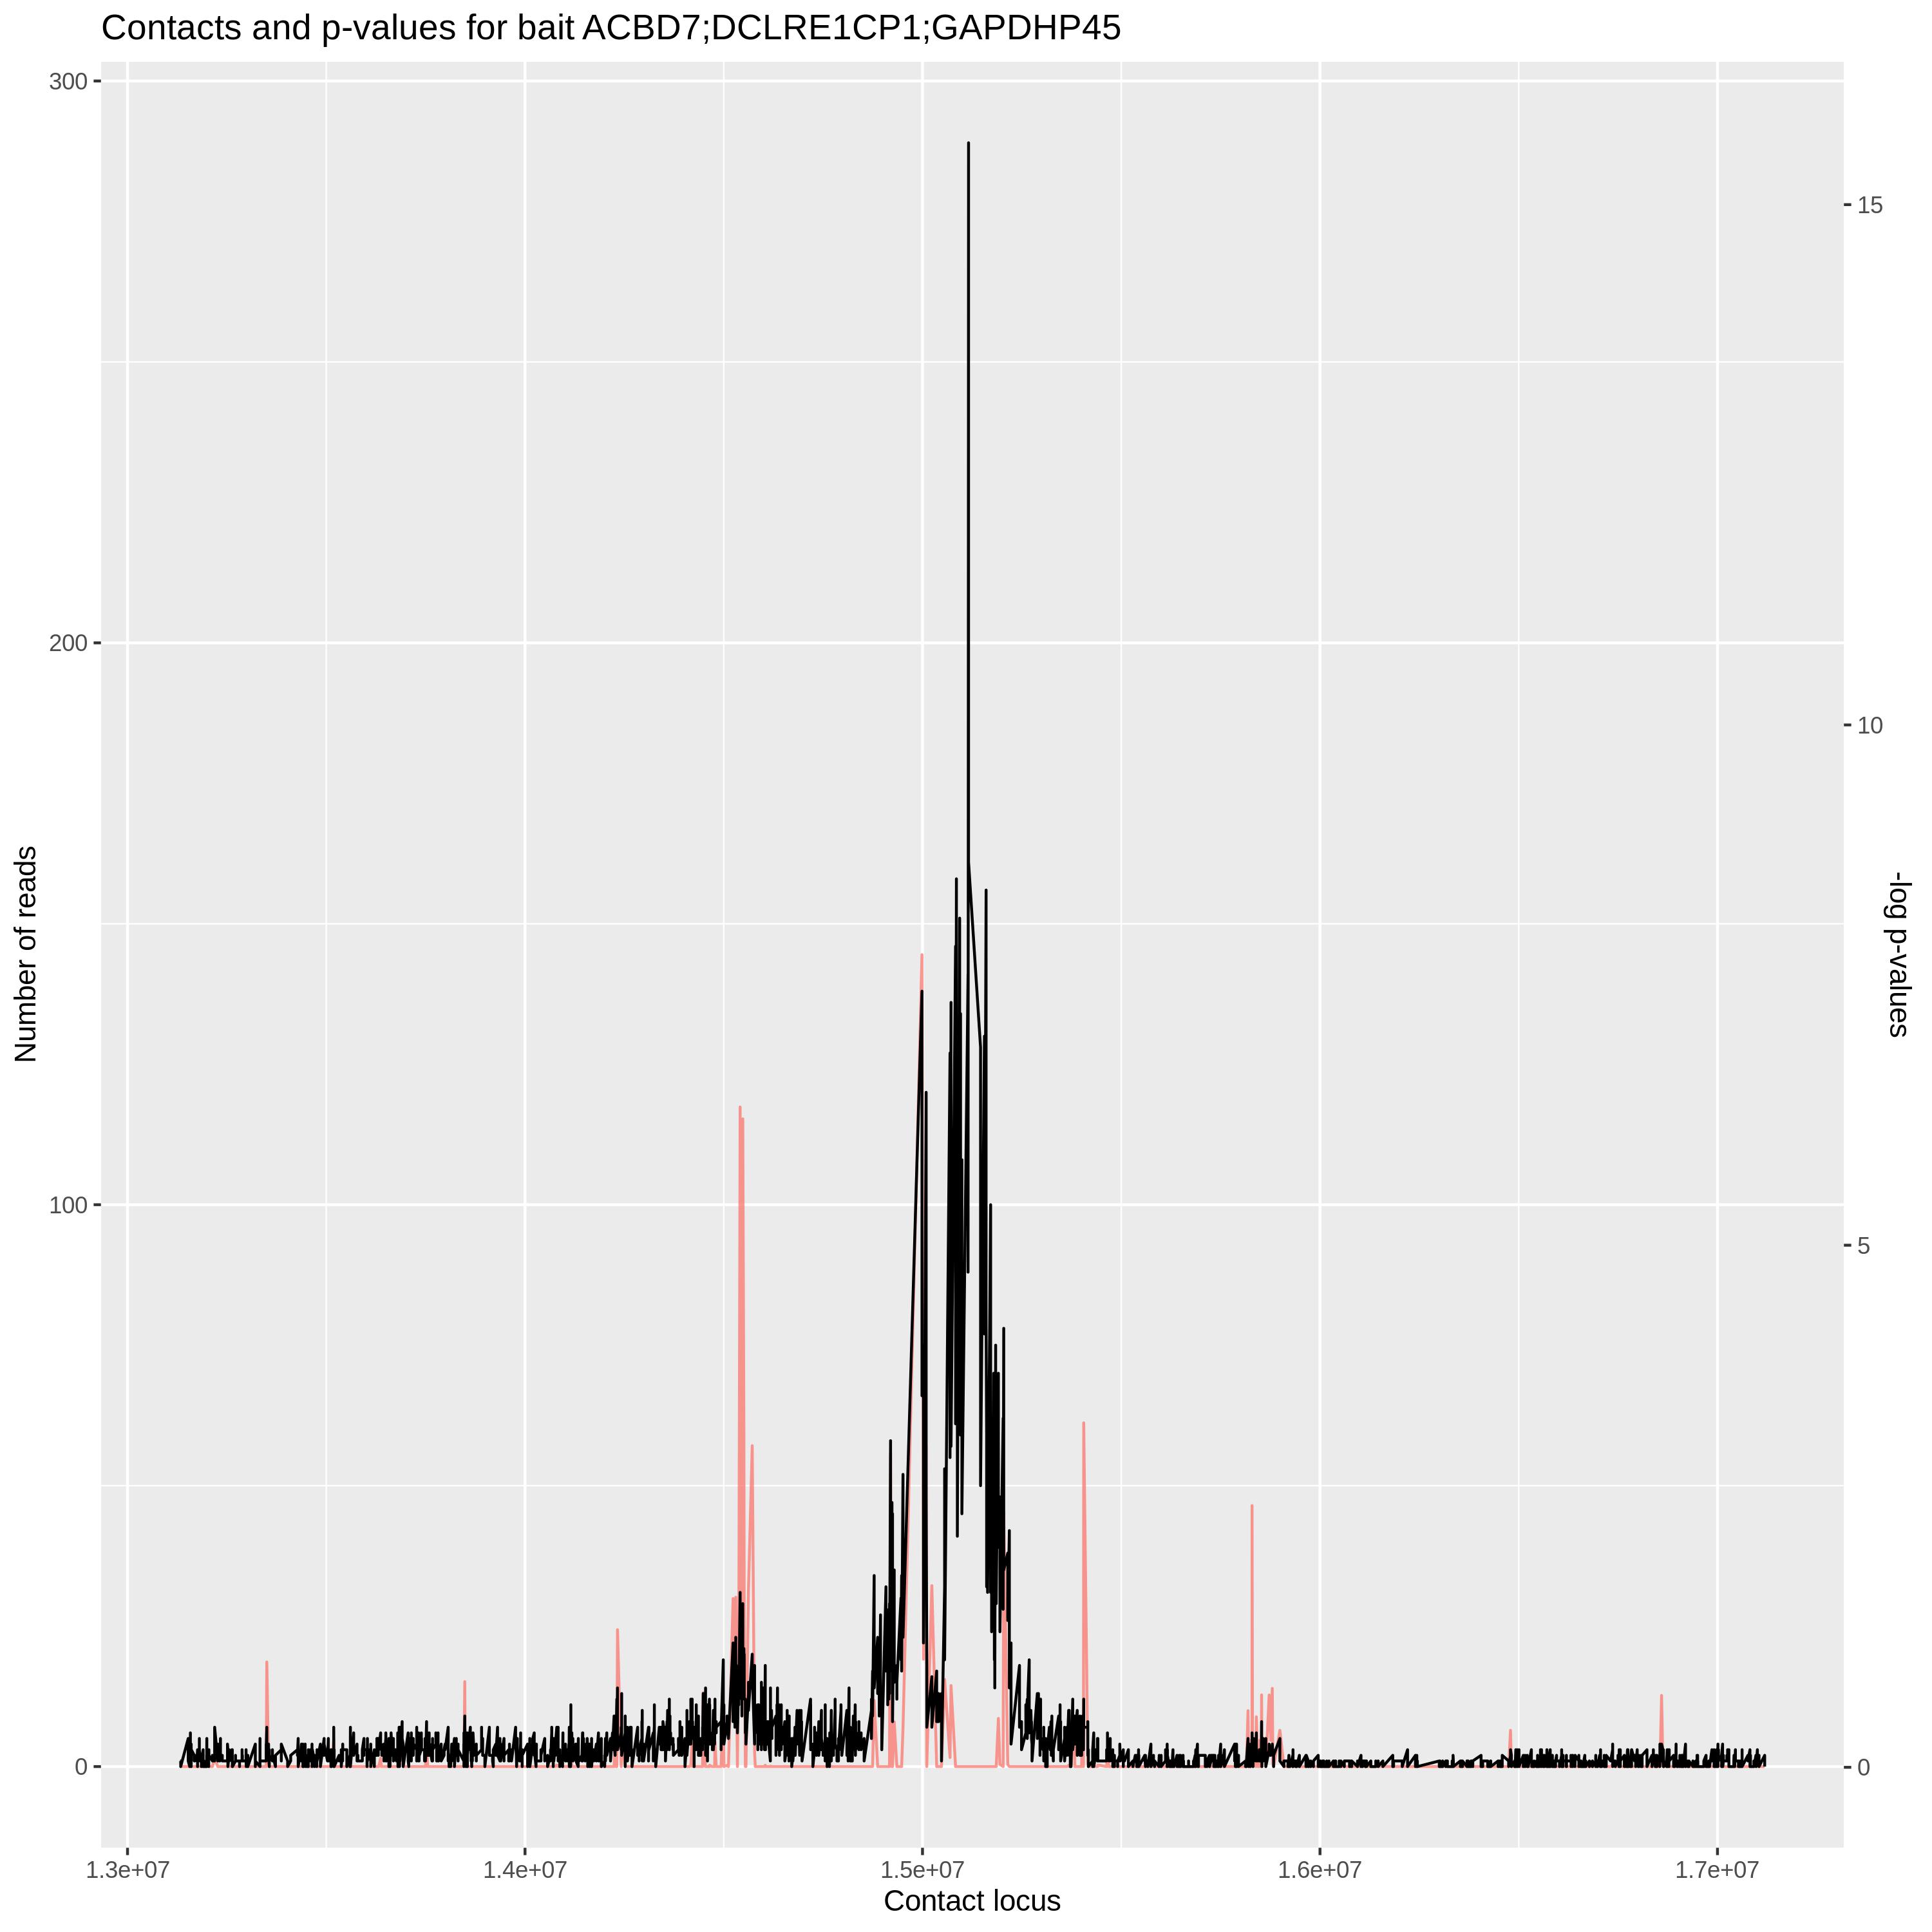 Contacts and p-values for bait ACBD7;DCLRE1CP1;GAPDHP45
300
200
100
0
Number of reads
15
10
5
0
-log p-values
1.3e+07 1.4e+07 1.5e+07 1.6e+07 1.7e+07
Contact locus